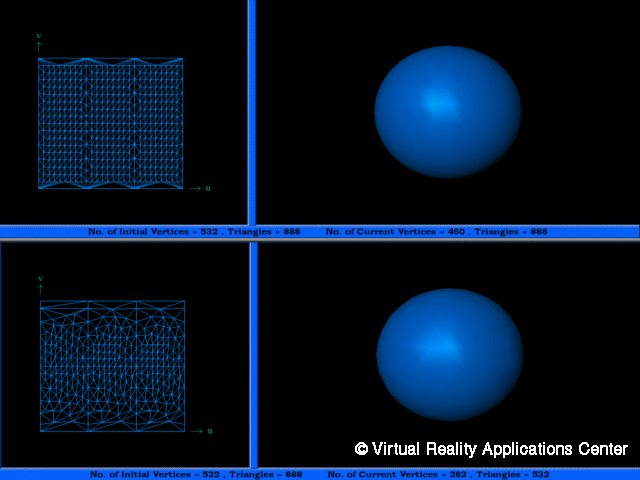 v
u
No. of Initial Vertices = 532 , Triangles = 888 No. of Current Vertices = 460 , Triangles = 888
v
u
© Virtual Reality Applications Center
No. of Initial Vertices = 532 , Triangles = 888 No. of Current Vertices = 282 , Triangles = 532